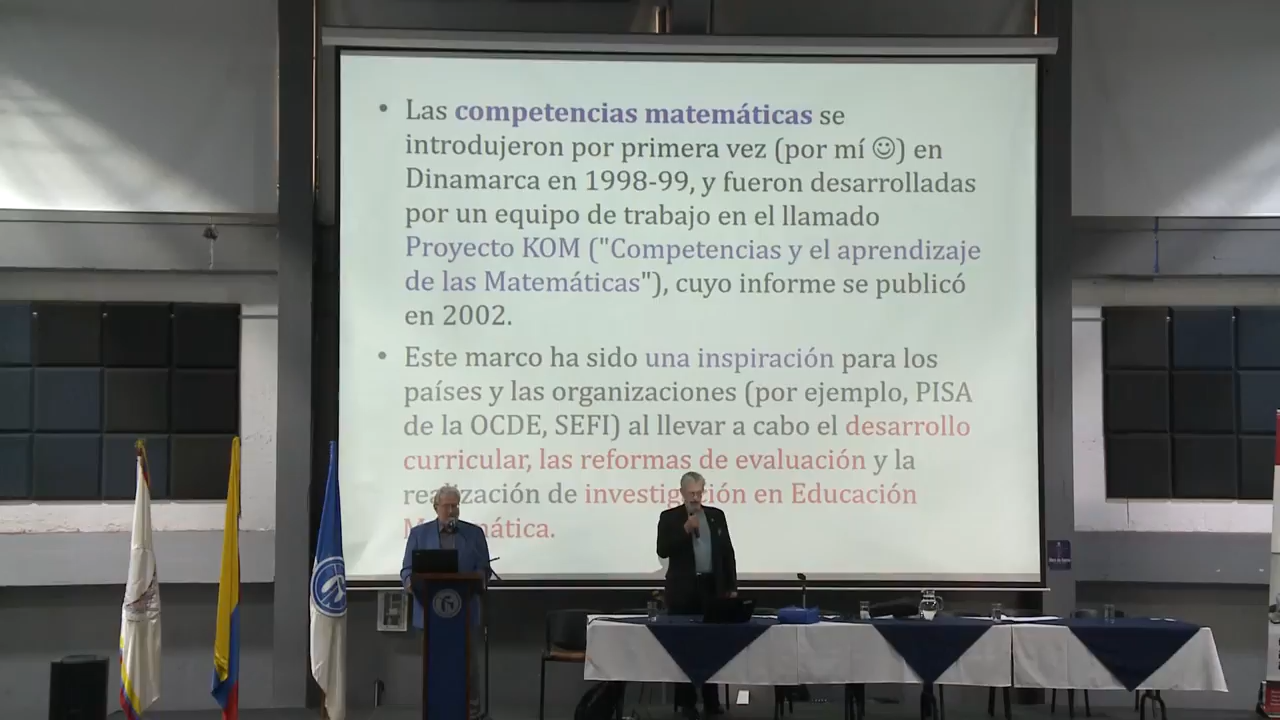 • Las competencias matemáticas se
introdujeron por primera vez (por mí ☺) en
Dinamarca en 1998-99, y fueron desarrolladas
por un equipo de trabajo en el llamado
Proyecto KOM ("Competencias y el aprendizaje
de las Matemáticas"), cuyo informe se publicó
en 2002.
• Este marco ha sido una inspiración para los
países y las organizaciones (por ejemplo, PISA
de la OCDE, SEFI) al llevar a cabo el desarrollo
curricular, las reformas de evaluación y la
realización de investigación en Educación
Matemática.